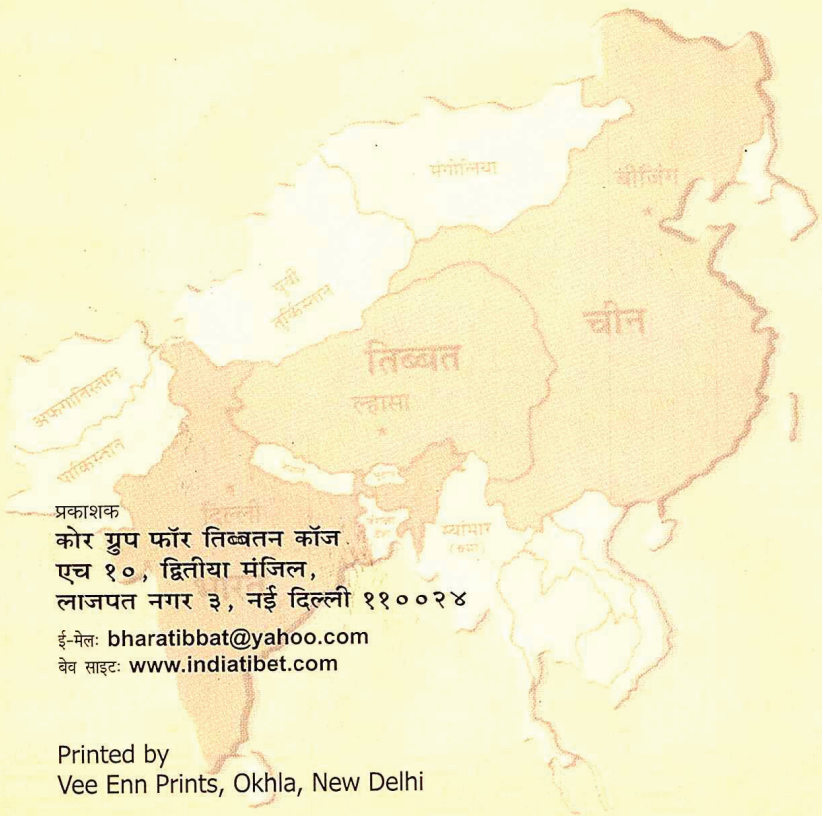 मंगोलिया
बीजिंग
पूर्वी
तुर्किस्तान
चीन
तिब्बत
ल्हासा
अफगानिस्तान
पाकिस्तान
दिल्ली
म्यांमार
भारत
प्रकाशक
कोर ग्रुप फॉर तिब्बतन कॉज
एच १०, द्वितीया मंजिल,
लाजपत नगर ३, नई दिल्ली ११००२४
ई-मेलः bharatibbat@yahoo.com
बेव साइटः www.indiatibet.com
Printed by
Vee Enn Prints, Okhla, New Delhi